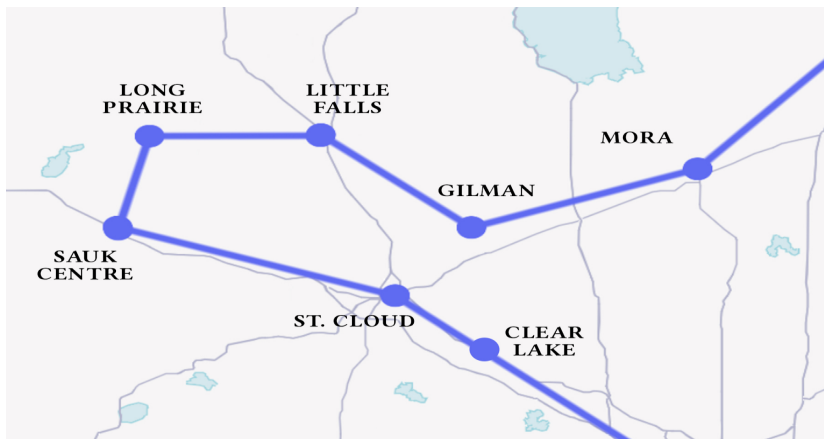 LONG
PRAIRIE
LITTLE
FALLS
MORA
GILMAN
SAUK
CENTRE
ST. CLOUD
CLEAR
LAKE